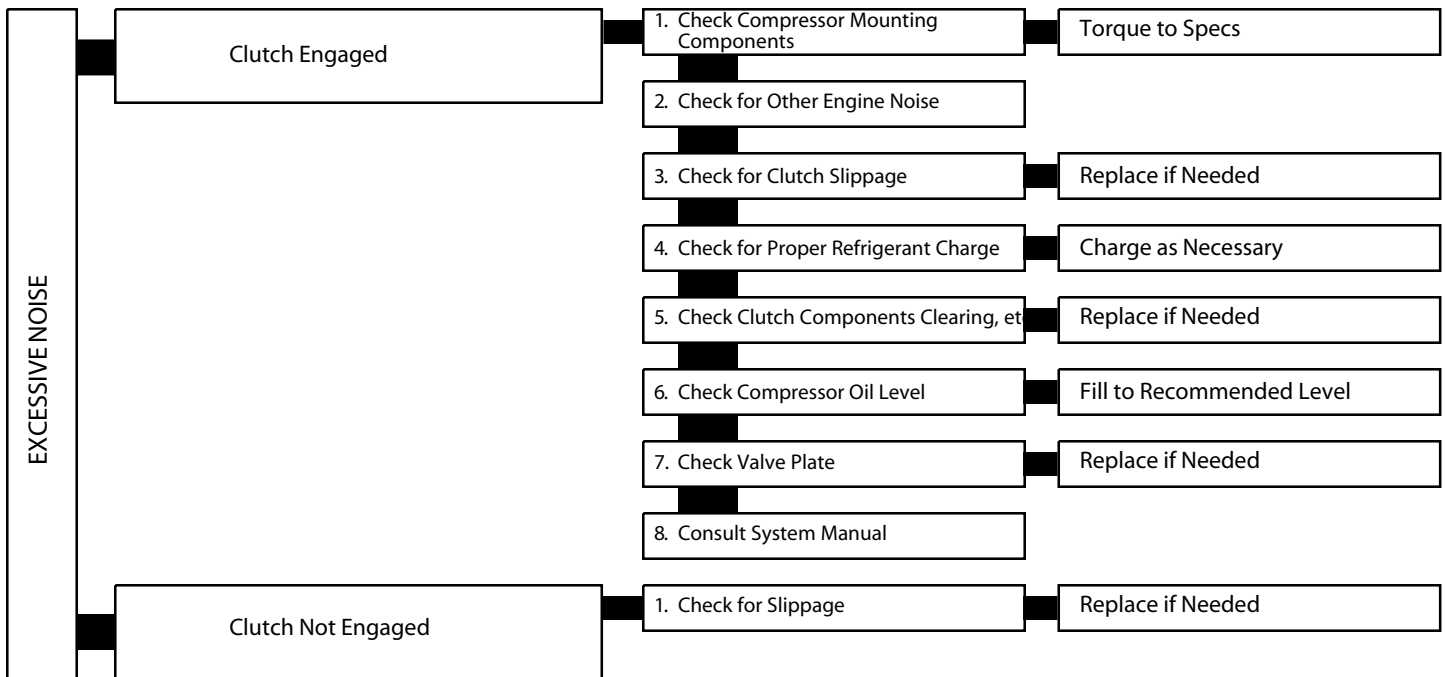 EXCESSIVE NOISE
Clutch Engaged
1. Check Compressor Mounting
Components
Torque to Specs
2. Check for Other Engine Noise
3. Check for Clutch Slippage
Replace if Needed
4. Check for Proper Refrigerant Charge
Charge as Necessary
5. Check Clutch Components Clearing, etc
Replace if Needed
6. Check Compressor Oil Level
Fill to Recommended Level
7. Check Valve Plate
Replace if Needed
8. Consult System Manual
Clutch Not Engaged
1. Check for Slippage
Replace if Needed